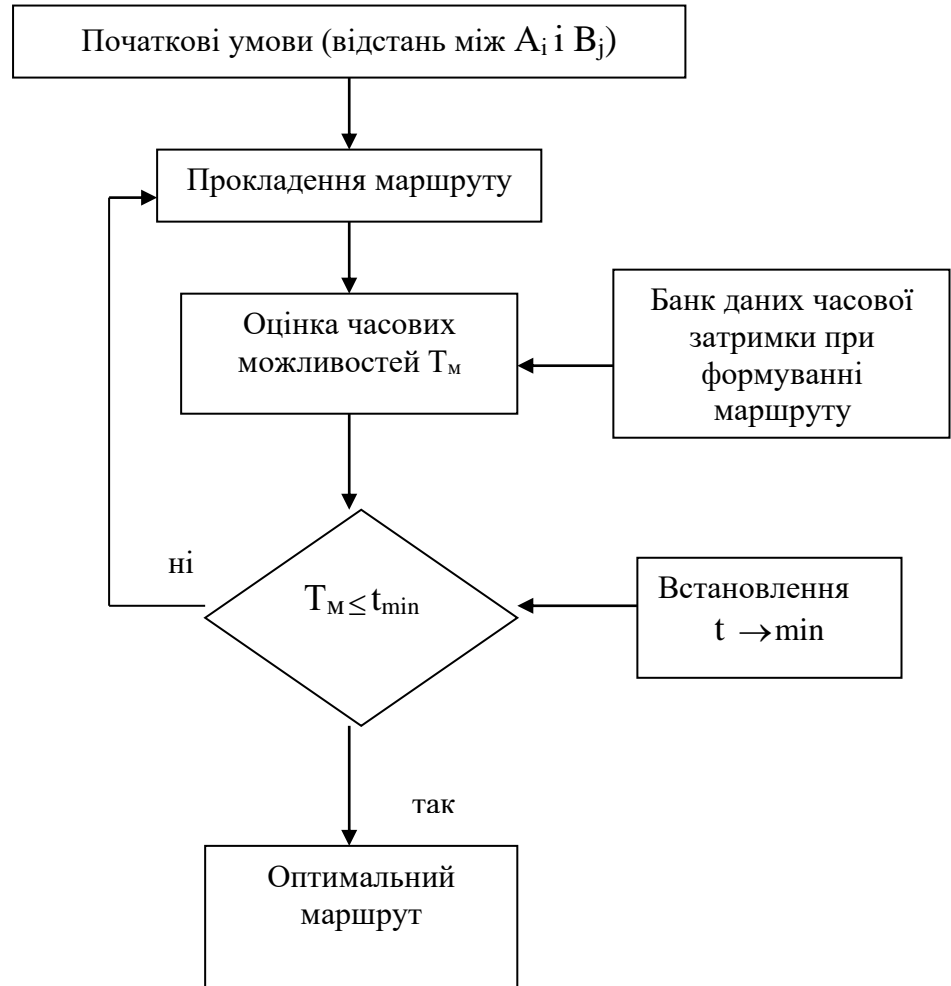 Початкові умови (відстань між Aᵢ і Bⱼ)
Прокладення маршруту
Оцінка часових
можливостей Tм
Банк даних часової
затримки при
формуванні
маршруту
ні
Tм ≤ tmin
Встановлення
t → min
так
Оптимальний
маршрут